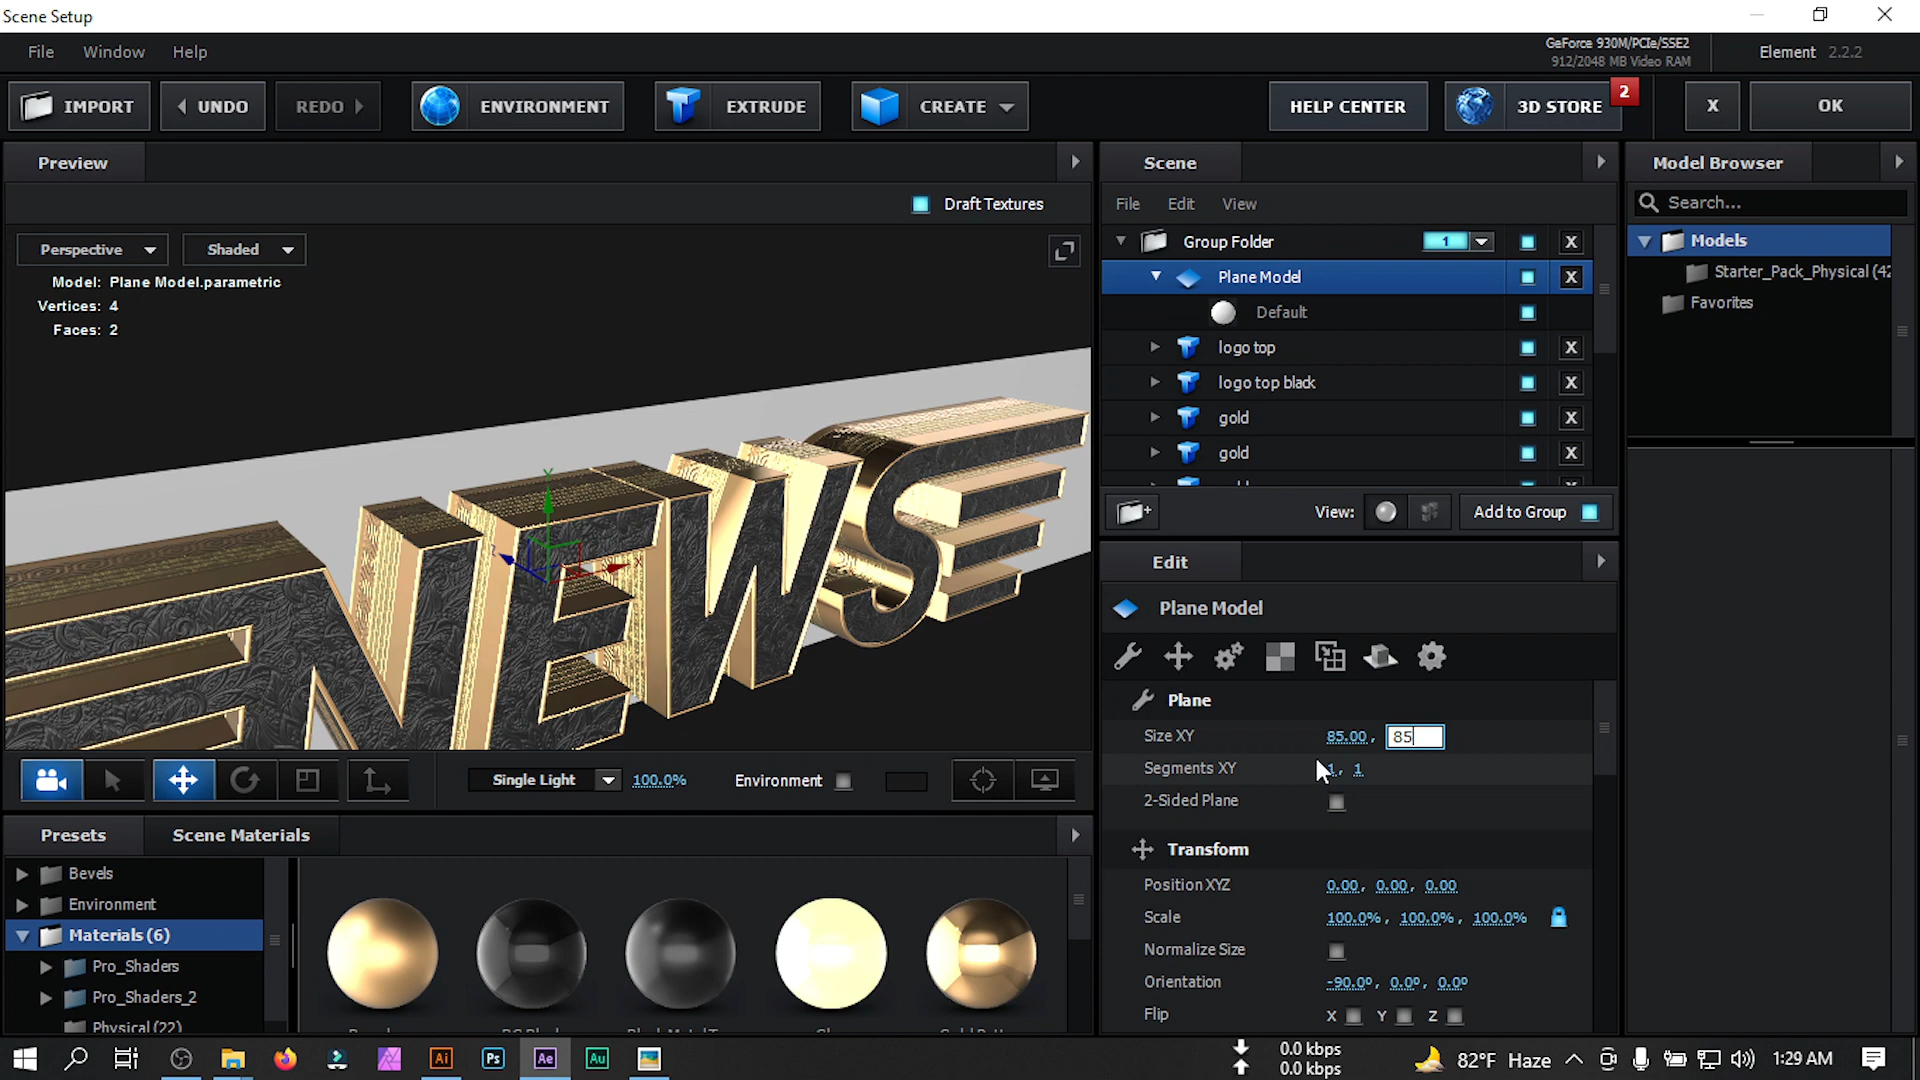 Scene Setup
File Window Help
GeForce 930M/PCIe/SSE2
912/2048 MB Video RAM
Element 2.2.2
IMPORT UNDO REDO ENVIRONMENT EXTRUDE CREATE HELP CENTER 3D STORE 2 X OK
Preview
Draft Textures
Perspective Shaded
Model: Plane Model.parametric
Vertices: 4
Faces: 2
NEWS
Y
X
Single Light 100.0% Environment
Presets Scene Materials
Bevels
Environment
Materials (6)
Pro_Shaders
Pro_Shaders_2
Physical (22)
Scene
File Edit View
Group Folder 1 X
Plane Model X
Default
logo top X
logo top black X
gold X
gold X
View: Add to Group
Edit
Plane Model
Plane
Size XY 85.00, 85
Segments XY 1, 1
2-Sided Plane
Transform
Position XYZ 0.00, 0.00, 0.00
Scale 100.0%, 100.0%, 100.0%
Normalize Size
Orientation -90.0º, 0.0º, 0.0º
Flip X Y Z
Model Browser
Search...
Models
Starter_Pack_Physical (42
Favorites
Ai Ps Ae Au
0.0 kbps
0.0 kbps
82°F Haze
1:29 AM